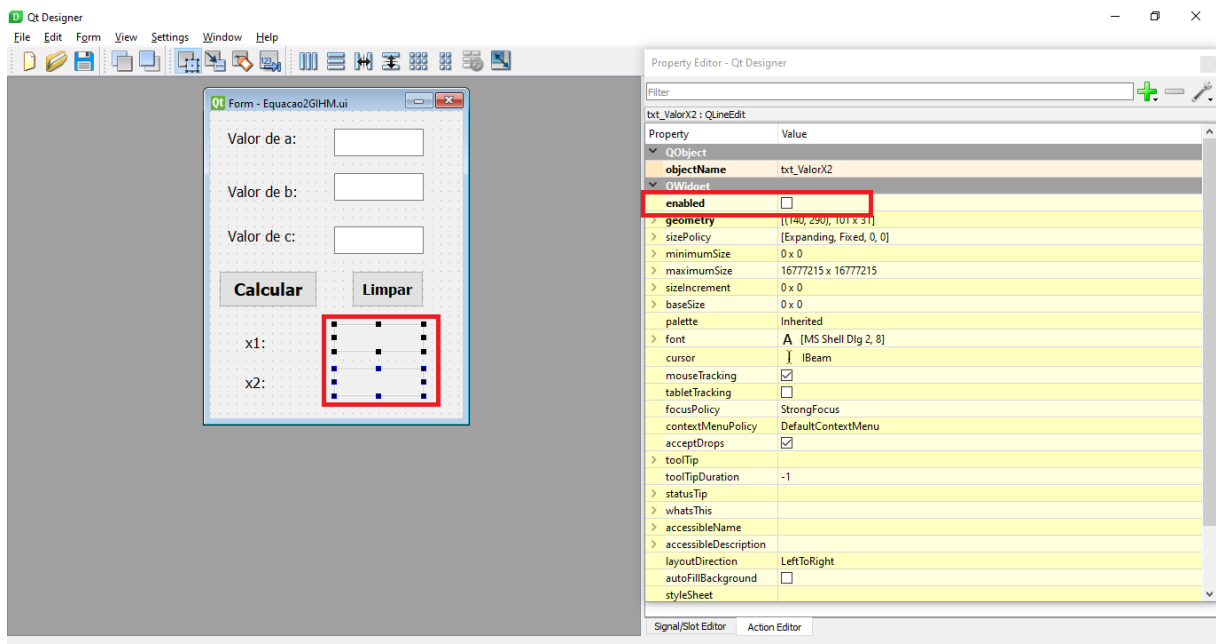 Qt Designer
File Edit Form View Settings Window Help
Form - Equacao2GIHM.ui
Valor de a:
Valor de b:
Valor de c:
Calcular Limpar
x1:
x2:
Property Editor - Qt Designer
Filter
txt_ValorX2 : QLineEdit
Property Value
QObject
objectName txt_ValorX2
QWidget
enabled
geometry [(140, 290), 101 x 31]
sizePolicy [Expanding, Fixed, 0, 0]
minimumSize 0 x 0
maximumSize 16777215 x 16777215
sizeIncrement 0 x 0
baseSize 0 x 0
palette Inherited
font A [MS Shell Dlg 2, 8]
cursor IBeam
mouseTracking
tabletTracking
focusPolicy StrongFocus
contextMenuPolicy DefaultContextMenu
acceptDrops
toolTip
toolTipDuration -1
statusTip
whatsThis
accessibleName
accessibleDescription
layoutDirection LeftToRight
autoFillBackground
styleSheet
Signal/Slot Editor Action Editor